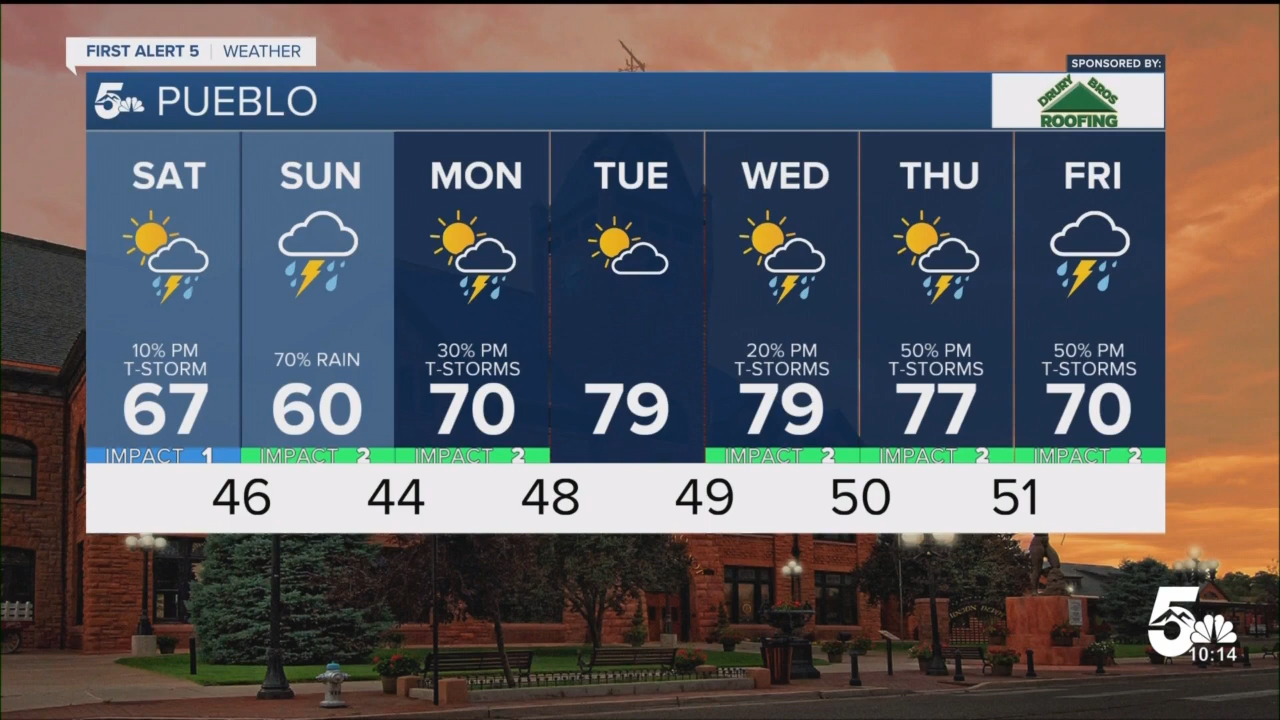 FIRST ALERT 5 | WEATHER
SPONSORED BY:
5 PUEBLO
DRURY BROS
ROOFING
SAT SUN MON TUE WED THU FRI
10% PM
T-STORM
70% RAIN
30% PM
T-STORMS
20% PM
T-STORMS
50% PM
T-STORMS
50% PM
T-STORMS
67 60 70 79 79 77 70
IMPACT 1 IMPACT 2 IMPACT 2 IMPACT 2 IMPACT 2 IMPACT 2
46 44 48 49 50 51
5
10:14